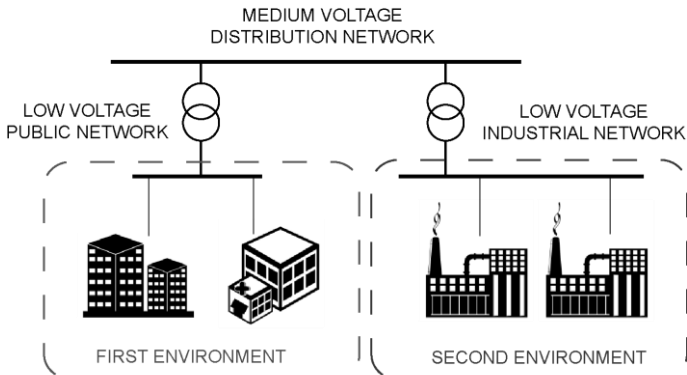 MEDIUM VOLTAGE
DISTRIBUTION NETWORK
LOW VOLTAGE
PUBLIC NETWORK
LOW VOLTAGE
INDUSTRIAL NETWORK
FIRST ENVIRONMENT
SECOND ENVIRONMENT